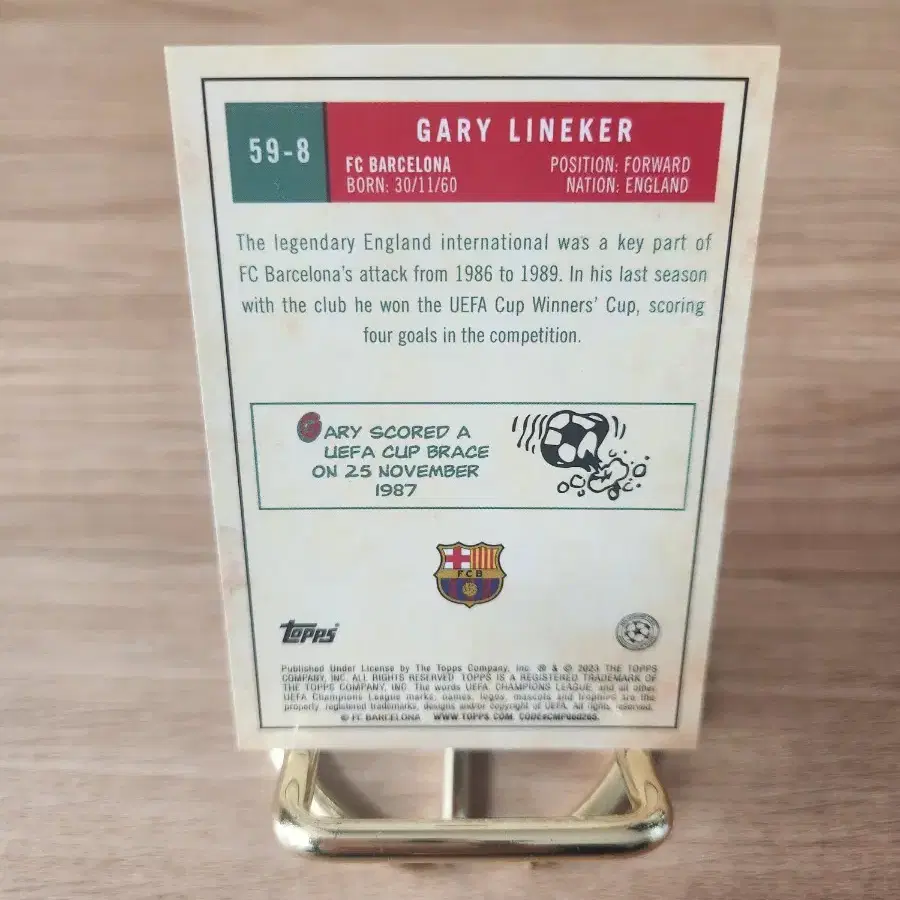 59-8
GARY LINEKER
FC BARCELONA
POSITION: FORWARD
BORN: 30/11/60
NATION: ENGLAND
The legendary England international was a key part of
FC Barcelona's attack from 1986 to 1989. In his last season
with the club he won the UEFA Cup Winners' Cup, scoring
four goals in the competition.
GARY SCORED A
UEFA CUP BRACE
ON 25 NOVEMBER
1987
FCB
Topps
Published Under License by The Topps Company, Inc. ® & © 2023 THE TOPPS
COMPANY, INC. ALL RIGHTS RESERVED. TOPPS IS A REGISTERED TRADEMARK OF
THE TOPPS COMPANY, INC. The words UEFA, CHAMPIONS LEAGUE, and all other
UEFA Champions League marks, names, logos, mascots and trophies are the
property, registered trademarks, designs and/or copyright of UEFA. All rights reserved.
© FC BARCELONA WWW.TOPPS.COM